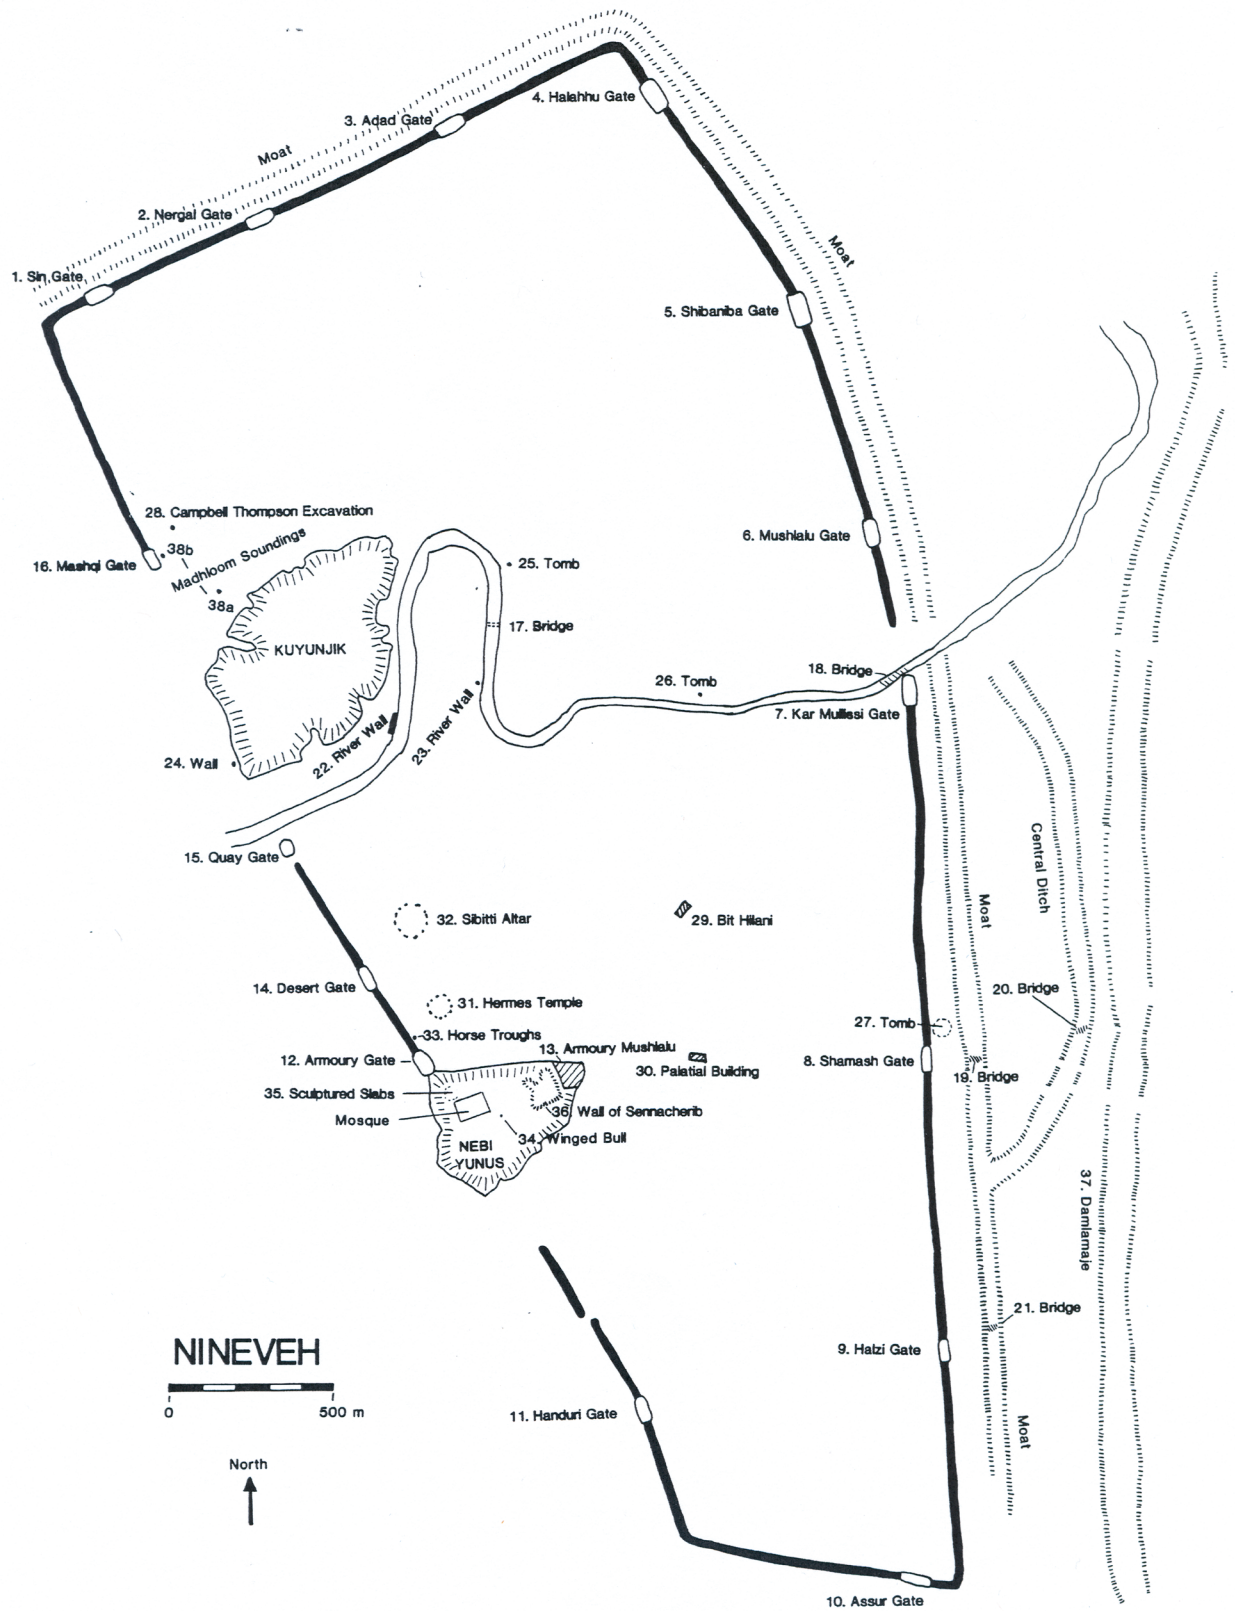 4. Halahhu Gate
3. Adad Gate
Moat
2. Nergal Gate
Moat
1. Sin Gate
5. Shibaniba Gate
28. Campbell Thompson Excavation
6. Mushlalu Gate
38b
Madhloom Soundings
16. Mashqi Gate
25. Tomb
38a
17. Bridge
KUYUNJIK
18. Bridge
26. Tomb
7. Kar Mullissi Gate
22. River Wall
23. River Wall
24. Wall
15. Quay Gate
Central Ditch
Moat
32. Sibitti Altar
29. Bit Hilani
14. Desert Gate
20. Bridge
31. Hermes Temple
27. Tomb
33. Horse Troughs
13. Armoury Mushlalu
12. Armoury Gate
8. Shamash Gate
30. Palatial Building
19. Bridge
35. Sculptured Slabs
36. Wall of Sennacherib
Mosque
34. Winged Bull
NEBI
YUNUS
37. Damlamaje
21. Bridge
NINEVEH
9. Halzi Gate
0 500 m
11. Handuri Gate
Moat
North
10. Assur Gate